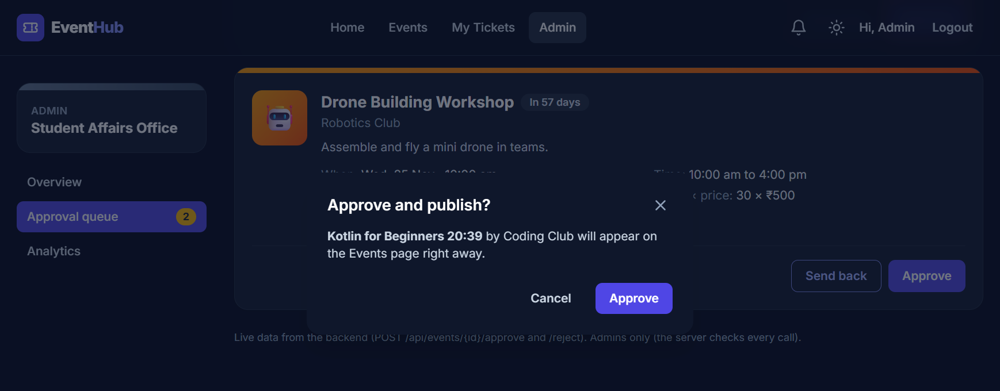 EventHub
Home Events My Tickets Admin
Hi, Admin Logout
ADMIN
Student Affairs Office
Overview
Approval queue 2
Analytics
Drone Building Workshop In 57 days
Robotics Club
Assemble and fly a mini drone in teams.
10:00 am to 4:00 pm
price: 30 × ₹500
Approve and publish?
Kotlin for Beginners 20:39 by Coding Club will appear on
the Events page right away.
Cancel Approve
Send back Approve
Live data from the backend (POST /api/events/{id}/approve and /reject). Admins only (the server checks every call).